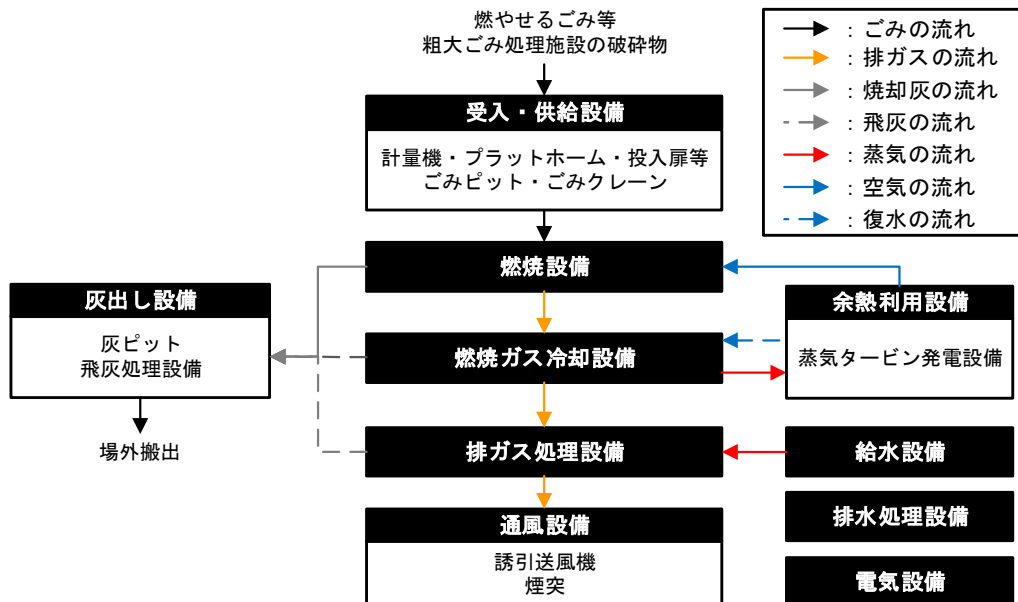 燃やせるごみ等
粗大ごみ処理施設の破砕物
受入・供給設備
計量機・プラットホーム・投入扉等
ごみピット・ごみクレーン
燃焼設備
燃焼ガス冷却設備
排ガス処理設備
通風設備
誘引送風機
煙突
灰出し設備
灰ピット
飛灰処理設備
場外搬出
：ごみの流れ
：排ガスの流れ
：焼却灰の流れ
：飛灰の流れ
：蒸気の流れ
：空気の流れ
：復水の流れ
余熱利用設備
蒸気タービン発電設備
給水設備
排水処理設備
電気設備